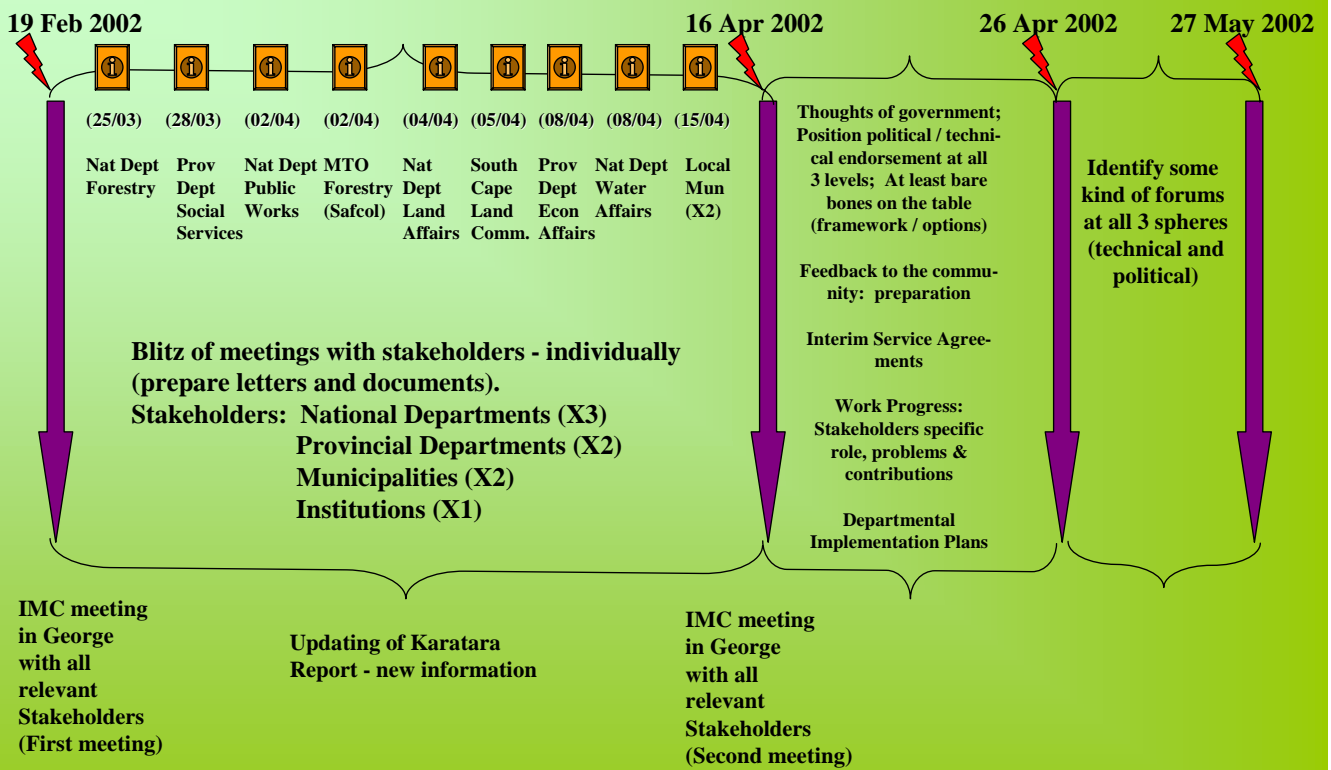 19 Feb 2002
16 Apr 2002
26 Apr 2002
27 May 2002
(25/03)
Nat Dept
Forestry
(28/03)
Prov
Dept
Social
Services
(02/04)
Nat Dept
Public
Works
(02/04)
MTO
Forestry
(Safcol)
(04/04)
Nat
Dept
Land
Affairs
(05/04)
South
Cape
Land
Comm.
(08/04)
Prov
Dept
Econ
Affairs
(08/04)
Nat Dept
Water
Affairs
(15/04)
Local
Mun
(X2)
Blitz of meetings with stakeholders - individually
(prepare letters and documents).
Stakeholders: National Departments (X3)
Provincial Departments (X2)
Municipalities (X2)
Institutions (X1)
Thoughts of government;
Position political / techni-
cal endorsement at all
3 levels; At least bare
bones on the table
(framework / options)
Feedback to the commu-
nity: preparation
Interim Service Agree-
ments
Work Progress:
Stakeholders specific
role, problems &
contributions
Departmental
Implementation Plans
Identify some
kind of forums
at all 3 spheres
(technical and
political)
IMC meeting
in George
with all
relevant
Stakeholders
(First meeting)
Updating of Karatara
Report - new information
IMC meeting
in George
with all
relevant
Stakeholders
(Second meeting)